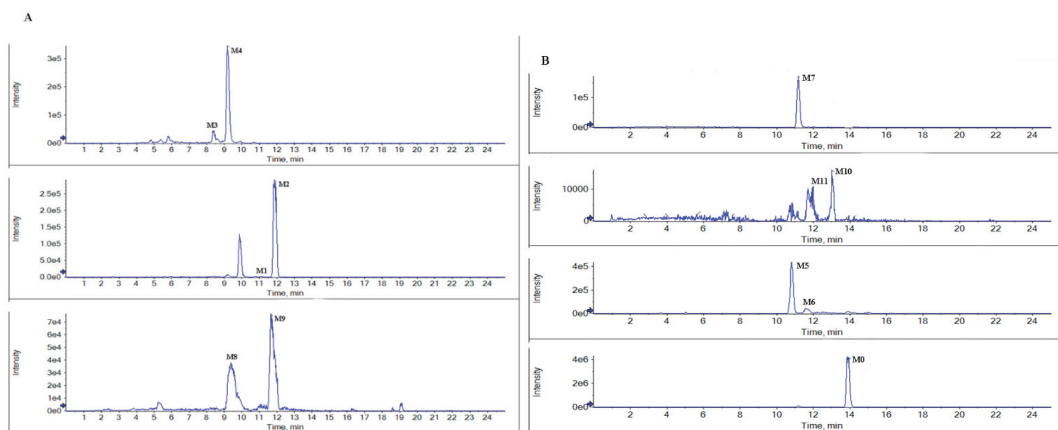 A
Intensity
3e5
2e5
1e5
0e0
M3
M4
1 2 3 4 5 6 7 8 9 10 11 12 13 14 15 16 17 18 19 20 21 22 23 24
Time, min
Intensity
2.5e5
2.0e5
1.5e5
1.0e5
5.0e4
0.0e0
M1
M2
1 2 3 4 5 6 7 8 9 10 11 12 13 14 15 16 17 18 19 20 21 22 23 24
Time, min
Intensity
7e4
6e4
5e4
4e4
3e4
2e4
1e4
0e0
M8
M9
1 2 3 4 5 6 7 8 9 10 11 12 13 14 15 16 17 18 19 20 21 22 23 24
Time, min
B
Intensity
1e5
0e0
M7
2 4 6 8 10 12 14 16 18 20 22 24
Time, min
Intensity
10000
0
M11
M10
2 4 6 8 10 12 14 16 18 20 22 24
Time, min
Intensity
4e5
2e5
0e0
M5
M6
2 4 6 8 10 12 14 16 18 20 22 24
Time, min
Intensity
4e6
2e6
0e0
M0
2 4 6 8 10 12 14 16 18 20 22 24
Time, min